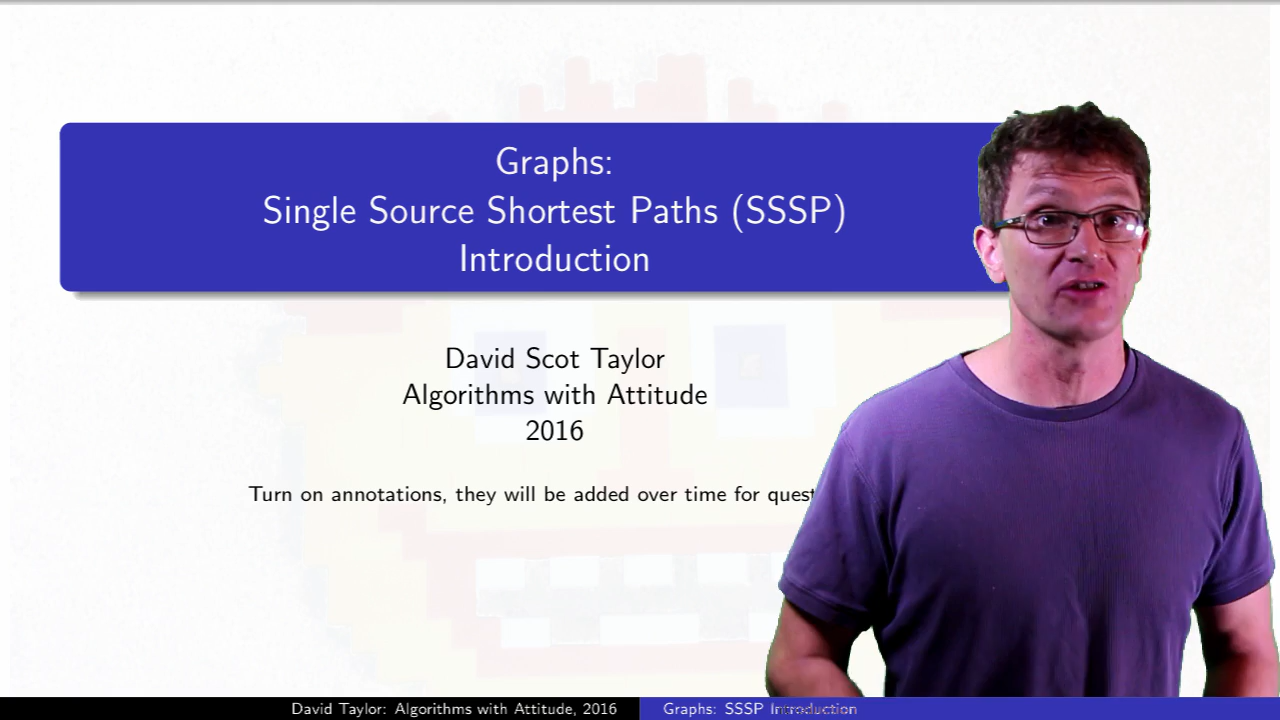 Graphs:
Single Source Shortest Paths (SSSP)
Introduction
David Scot Taylor
Algorithms with Attitude
2016
Turn on annotations, they will be added over time for
David Taylor: Algorithms with Attitude, 2016
Graphs: SSSP Introduction